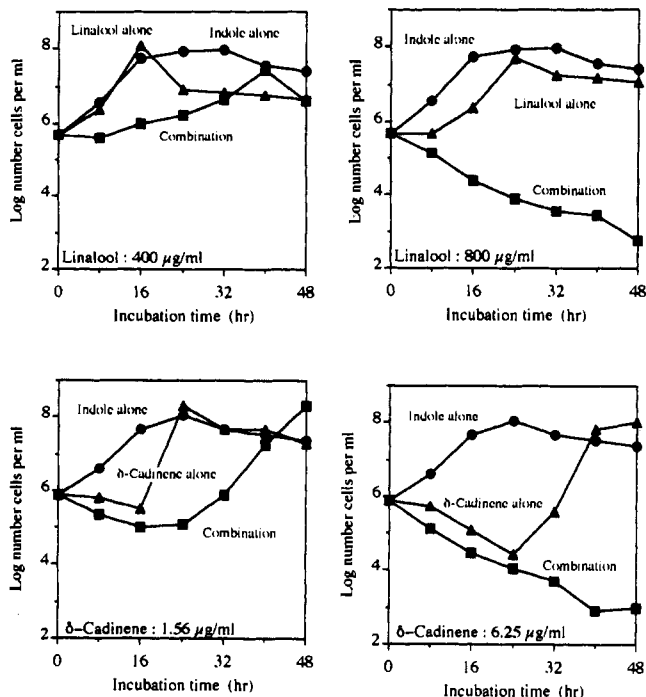 Linalool alone
Indole alone
Log number cells per ml
8
6
4
2
Combination
Linalool : 400 µg/ml
0
16
32
48
Incubation time (hr)
Indole alone
Log number cells per ml
8
6
4
2
Linalool alone
Combination
Linalool : 800 µg/ml
0
16
32
48
Incubation time (hr)
Indole alone
Log number cells per ml
8
6
4
2
δ-Cadinene alone
Combination
δ-Cadinene : 1.56 µg/ml
0
16
32
48
Incubation time (hr)
Indole alone
Log number cells per ml
8
6
4
2
δ-Cadinene alone
Combination
δ-Cadinene : 6.25 µg/ml
0
16
32
48
Incubation time (hr)